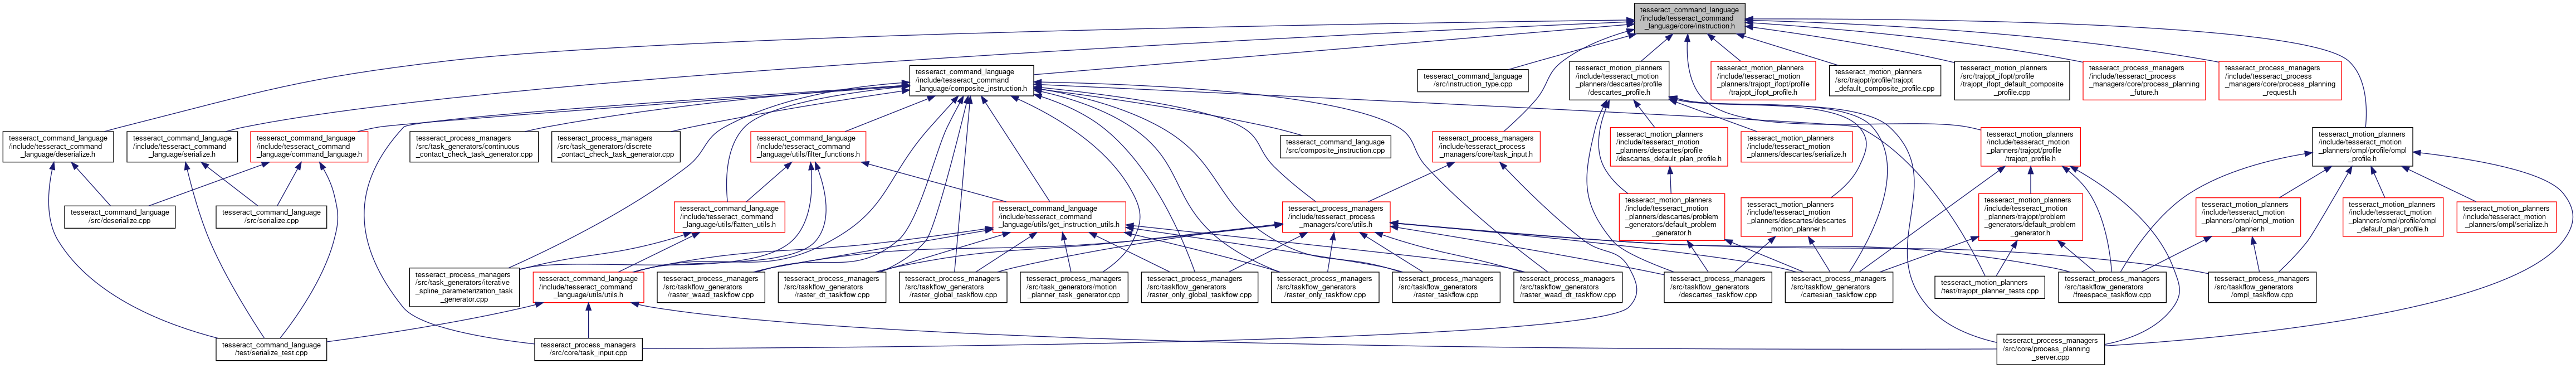 tesseract_command_language
/include/tesseract_command
_language/core/instruction.h
tesseract_command_language
/include/tesseract_command
_language/composite_instruction.h
tesseract_command_language
/src/instruction_type.cpp
tesseract_motion_planners
/include/tesseract_motion
_planners/descartes/profile
/descartes_profile.h
tesseract_motion_planners
/include/tesseract_motion
_planners/trajopt_ifopt/profile
/trajopt_ifopt_profile.h
tesseract_motion_planners
/src/trajopt/profile/trajopt
_default_composite_profile.cpp
tesseract_motion_planners
/src/trajopt_ifopt/profile
/trajopt_ifopt_default_composite
_profile.cpp
tesseract_process_managers
/include/tesseract_process
_managers/core/process_planning
_future.h
tesseract_process_managers
/include/tesseract_process
_managers/core/process_planning
_request.h
tesseract_command_language
/include/tesseract_command
_language/deserialize.h
tesseract_command_language
/include/tesseract_command
_language/serialize.h
tesseract_command_language
/include/tesseract_command
_language/command_language.h
tesseract_process_managers
/src/task_generators/continuous
_contact_check_task_generator.cpp
tesseract_process_managers
/src/task_generators/discrete
_contact_check_task_generator.cpp
tesseract_command_language
/include/tesseract_command
_language/utils/filter_functions.h
tesseract_command_language
/src/composite_instruction.cpp
tesseract_process_managers
/include/tesseract_process
_managers/core/task_input.h
tesseract_motion_planners
/include/tesseract_motion
_planners/descartes/profile
/descartes_default_plan_profile.h
tesseract_motion_planners
/include/tesseract_motion
_planners/descartes/serialize.h
tesseract_motion_planners
/include/tesseract_motion
_planners/trajopt/profile
/trajopt_profile.h
tesseract_motion_planners
/include/tesseract_motion
_planners/ompl/profile/ompl
_profile.h
tesseract_command_language
/src/deserialize.cpp
tesseract_command_language
/src/serialize.cpp
tesseract_command_language
/include/tesseract_command
_language/utils/flatten_utils.h
tesseract_command_language
/include/tesseract_command
_language/utils/get_instruction_utils.h
tesseract_process_managers
/include/tesseract_process
_managers/core/utils.h
tesseract_motion_planners
/include/tesseract_motion
_planners/descartes/problem
_generators/default_problem
_generator.h
tesseract_motion_planners
/include/tesseract_motion
_planners/descartes/descartes
_motion_planner.h
tesseract_motion_planners
/include/tesseract_motion
_planners/trajopt/problem
_generators/default_problem
_generator.h
tesseract_motion_planners
/include/tesseract_motion
_planners/ompl/ompl_motion
_planner.h
tesseract_motion_planners
/include/tesseract_motion
_planners/ompl/profile/ompl
_default_plan_profile.h
tesseract_motion_planners
/include/tesseract_motion
_planners/ompl/serialize.h
tesseract_process_managers
/src/task_generators/iterative
_spline_parameterization_task
_generator.cpp
tesseract_command_language
/include/tesseract_command
_language/utils/utils.h
tesseract_process_managers
/src/taskflow_generators
/raster_waad_taskflow.cpp
tesseract_process_managers
/src/taskflow_generators
/raster_dt_taskflow.cpp
tesseract_process_managers
/src/taskflow_generators
/raster_global_taskflow.cpp
tesseract_process_managers
/src/task_generators/motion
_planner_task_generator.cpp
tesseract_process_managers
/src/taskflow_generators
/raster_only_global_taskflow.cpp
tesseract_process_managers
/src/taskflow_generators
/raster_only_taskflow.cpp
tesseract_process_managers
/src/taskflow_generators
/raster_taskflow.cpp
tesseract_process_managers
/src/taskflow_generators
/raster_waad_dt_taskflow.cpp
tesseract_process_managers
/src/taskflow_generators
/descartes_taskflow.cpp
tesseract_process_managers
/src/taskflow_generators
/cartesian_taskflow.cpp
tesseract_motion_planners
/test/trajopt_planner_tests.cpp
tesseract_process_managers
/src/taskflow_generators
/freespace_taskflow.cpp
tesseract_process_managers
/src/taskflow_generators
/ompl_taskflow.cpp
tesseract_command_language
/test/serialize_test.cpp
tesseract_process_managers
/src/core/task_input.cpp
tesseract_process_managers
/src/core/process_planning
_server.cpp